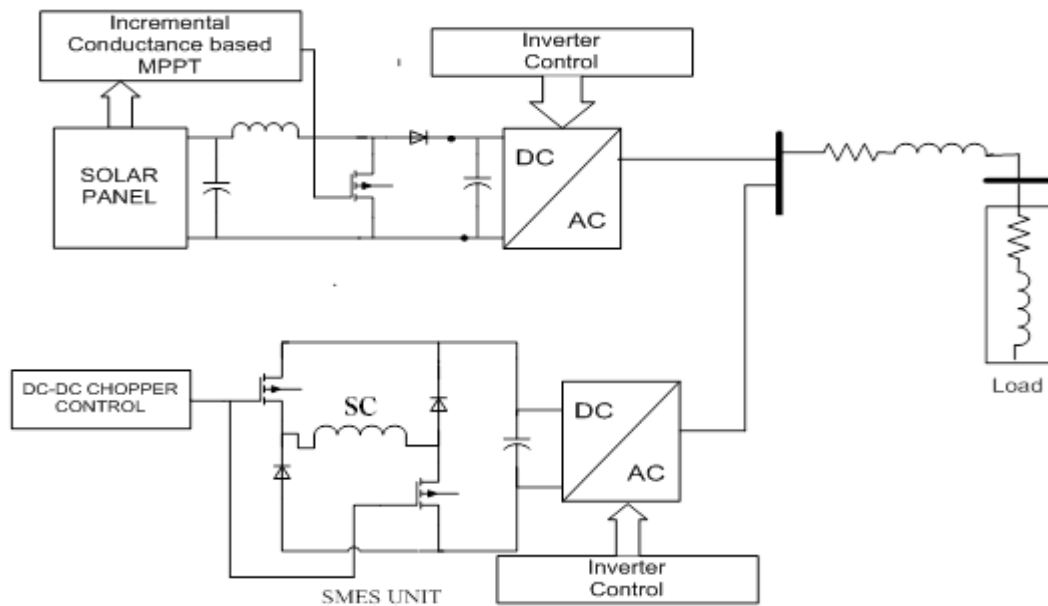 Incremental
Conductance based
MPPT
Inverter
Control
SOLAR
PANEL
DC
AC
DC-DC CHOPPER
CONTROL
SC
DC
AC
Load
SMES UNIT
Inverter
Control